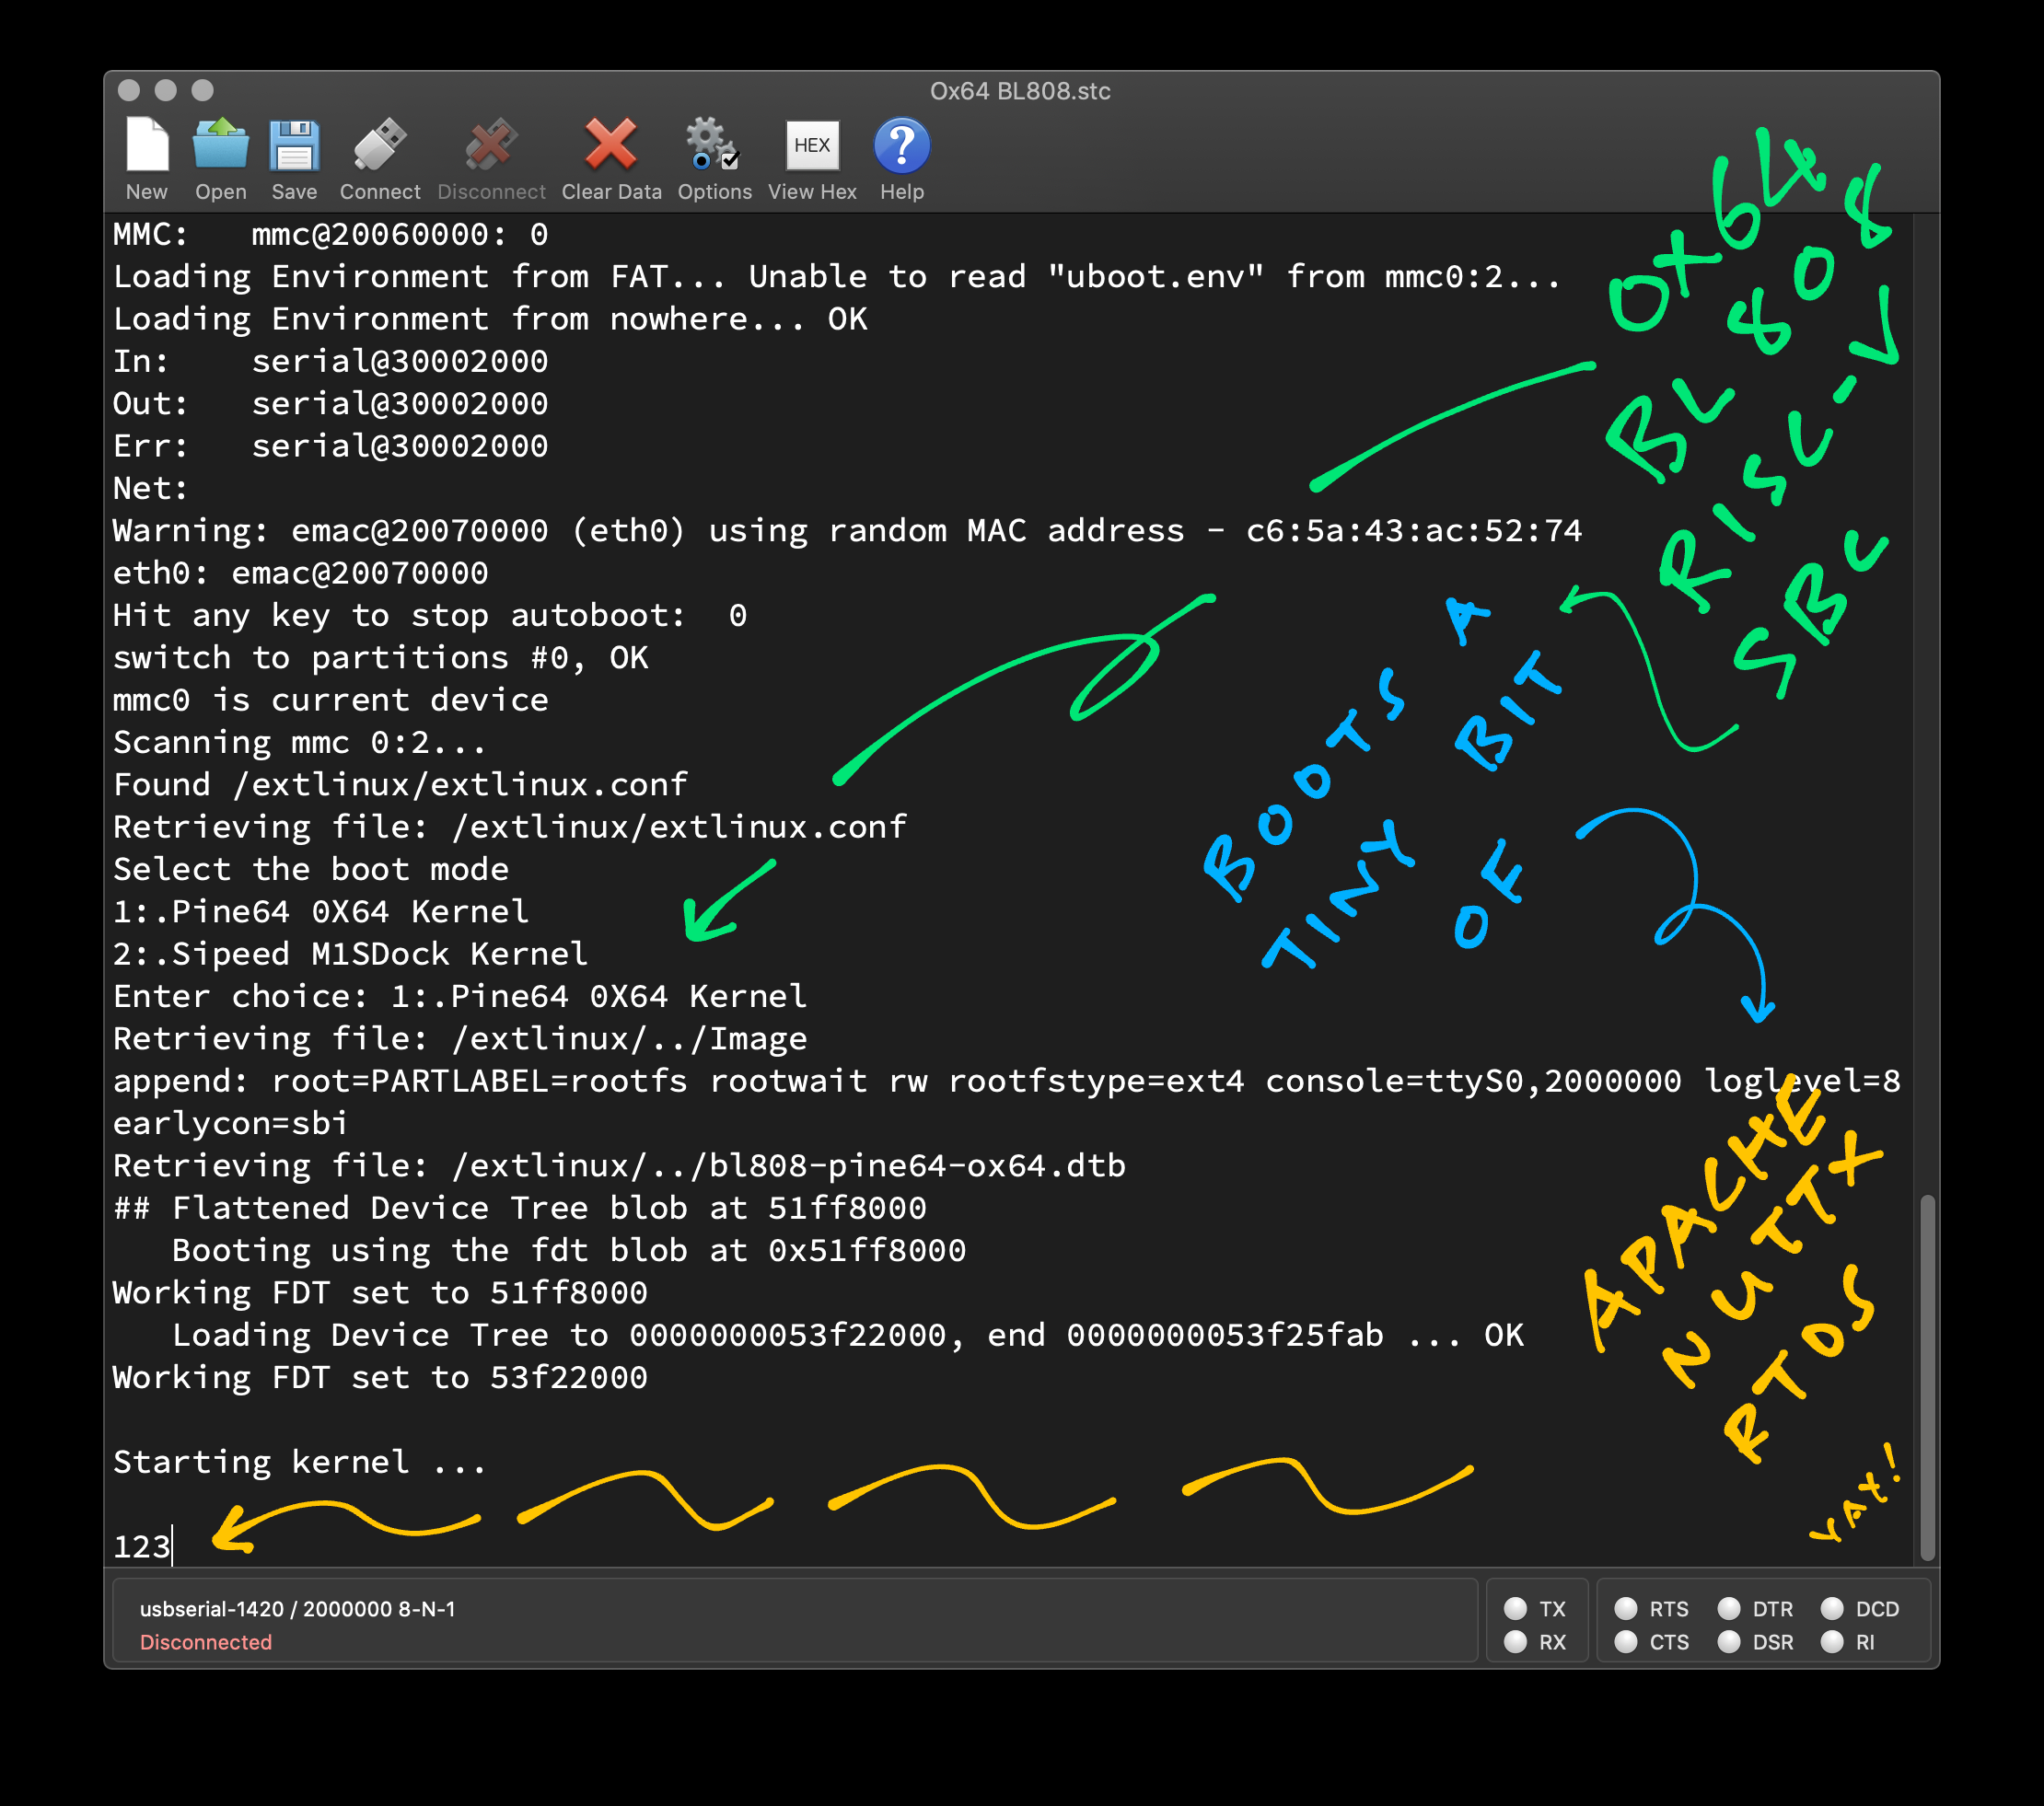 Ox64 BL808.stc
New Open Save Connect Disconnect Clear Data Options HEX View Hex ? Help
MMC:   mmc@20060000: 0
Loading Environment from FAT... Unable to read "uboot.env" from mmc0:2...
Loading Environment from nowhere... OK
In:    serial@30002000
Out:   serial@30002000
Err:   serial@30002000
Net:
Warning: emac@20070000 (eth0) using random MAC address - c6:5a:43:ac:52:74
eth0: emac@20070000
Hit any key to stop autoboot:  0
switch to partitions #0, OK
mmc0 is current device
Scanning mmc 0:2...
Found /extlinux/extlinux.conf
Retrieving file: /extlinux/extlinux.conf
Select the boot mode
1:.Pine64 0X64 Kernel
2:.Sipeed M1SDock Kernel
Enter choice: 1:.Pine64 0X64 Kernel
Retrieving file: /extlinux/../Image
append: root=PARTLABEL=rootfs rootwait rw rootfstype=ext4 console=ttyS0,2000000 loglevel=8
earlycon=sbi
Retrieving file: /extlinux/../bl808-pine64-ox64.dtb
## Flattened Device Tree blob at 51ff8000
   Booting using the fdt blob at 0x51ff8000
Working FDT set to 51ff8000
   Loading Device Tree to 0000000053f22000, end 0000000053f25fab ... OK
Working FDT set to 53f22000
Starting kernel ...
123
OX64
BL808
RISC-V
SBC
BOOTS A
TINY BIT
OF
APACHE
NUTTX
RTOS
YAY!
usbserial-1420 / 2000000 8-N-1
Disconnected
TX RTS DTR DCD
RX CTS DSR RI